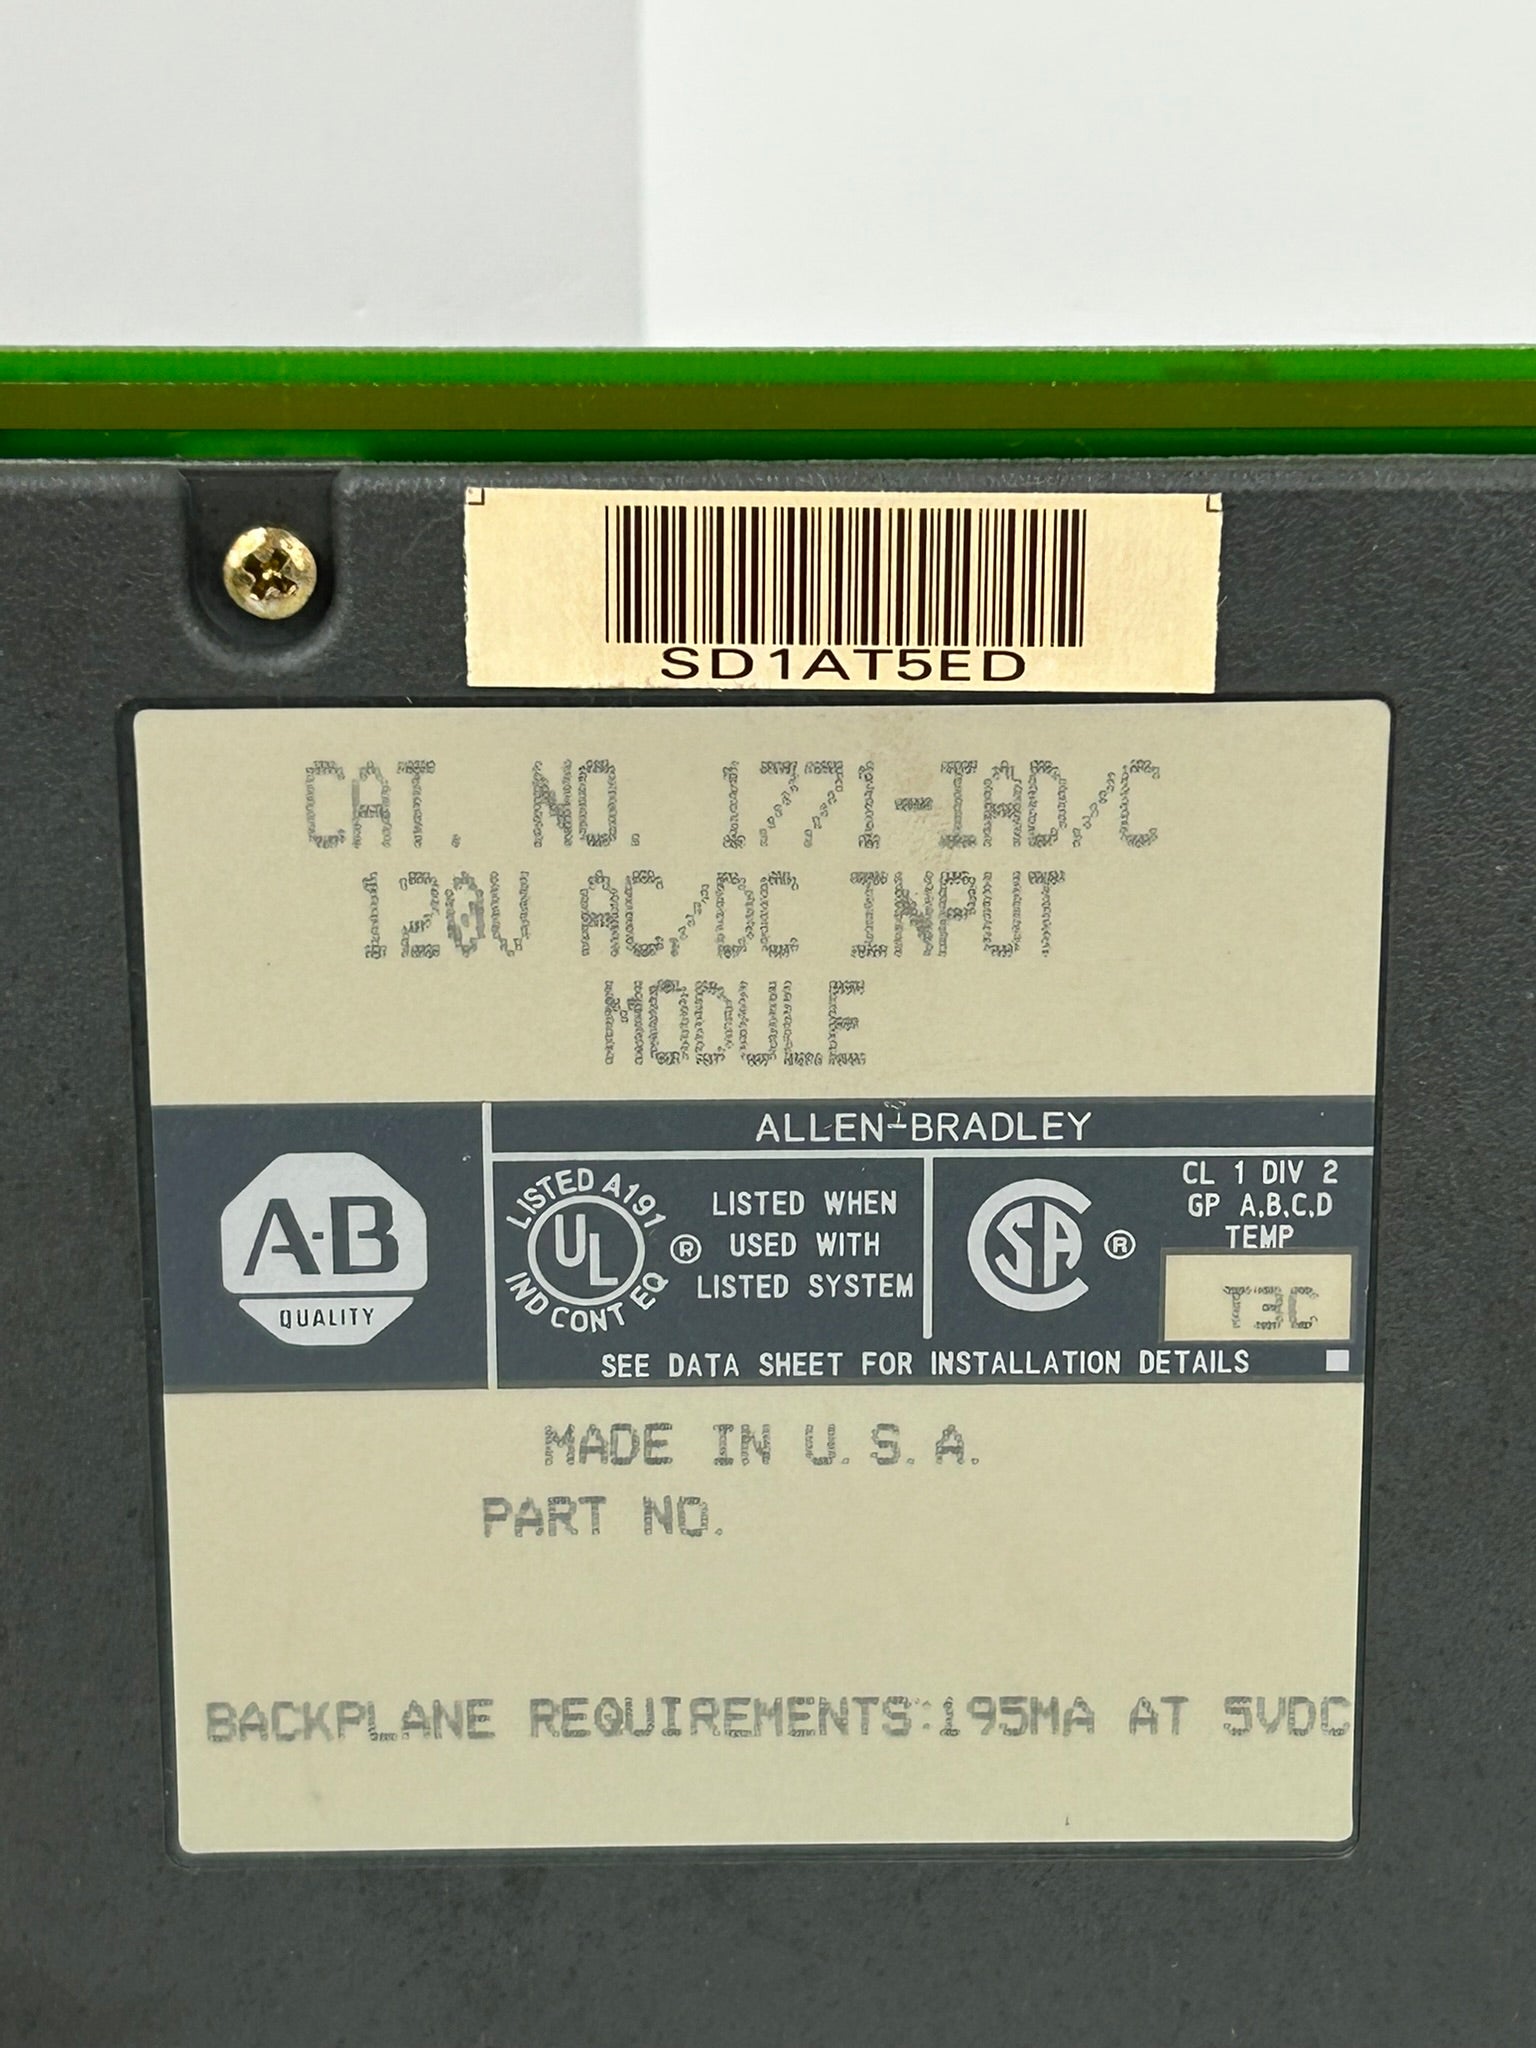 SD1AT5ED
CAT. NO. 1771-IAD/C
120V AC/DC INPUT
MODULE
ALLEN-BRADLEY
A-B
QUALITY
LISTED A191
UL
IND CONT EQ
®
LISTED WHEN
USED WITH
LISTED SYSTEM
SA
®
CL 1 DIV 2
GP A,B,C,D
TEMP
T3C
SEE DATA SHEET FOR INSTALLATION DETAILS
MADE IN U.S.A.
PART NO.
BACKPLANE REQUIREMENTS:195MA AT 5VDC